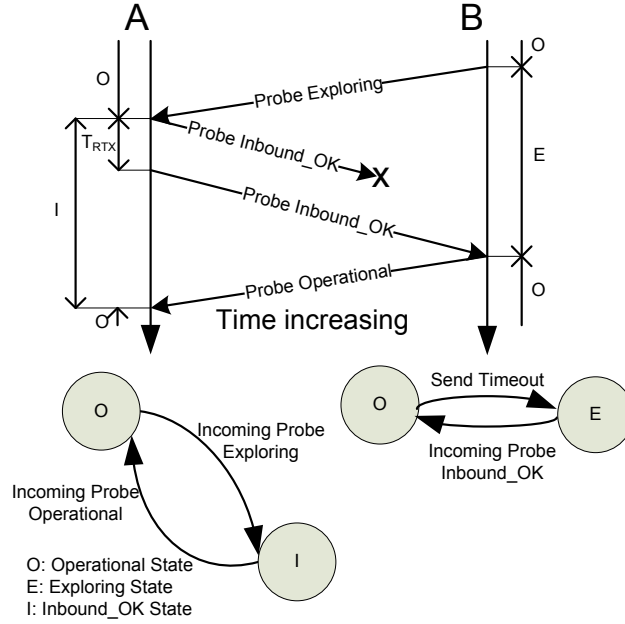 A
B
O
O
Probe Exploring
TRTX
Probe Inbound_OK
X
E
I
Probe Inbound_OK
Probe Operational
O
O
Time increasing
O
Send Timeout
O
E
Incoming Probe
Exploring
Incoming Probe
Inbound_OK
Incoming Probe
Operational
I
O: Operational State
E: Exploring State
I: Inbound_OK State